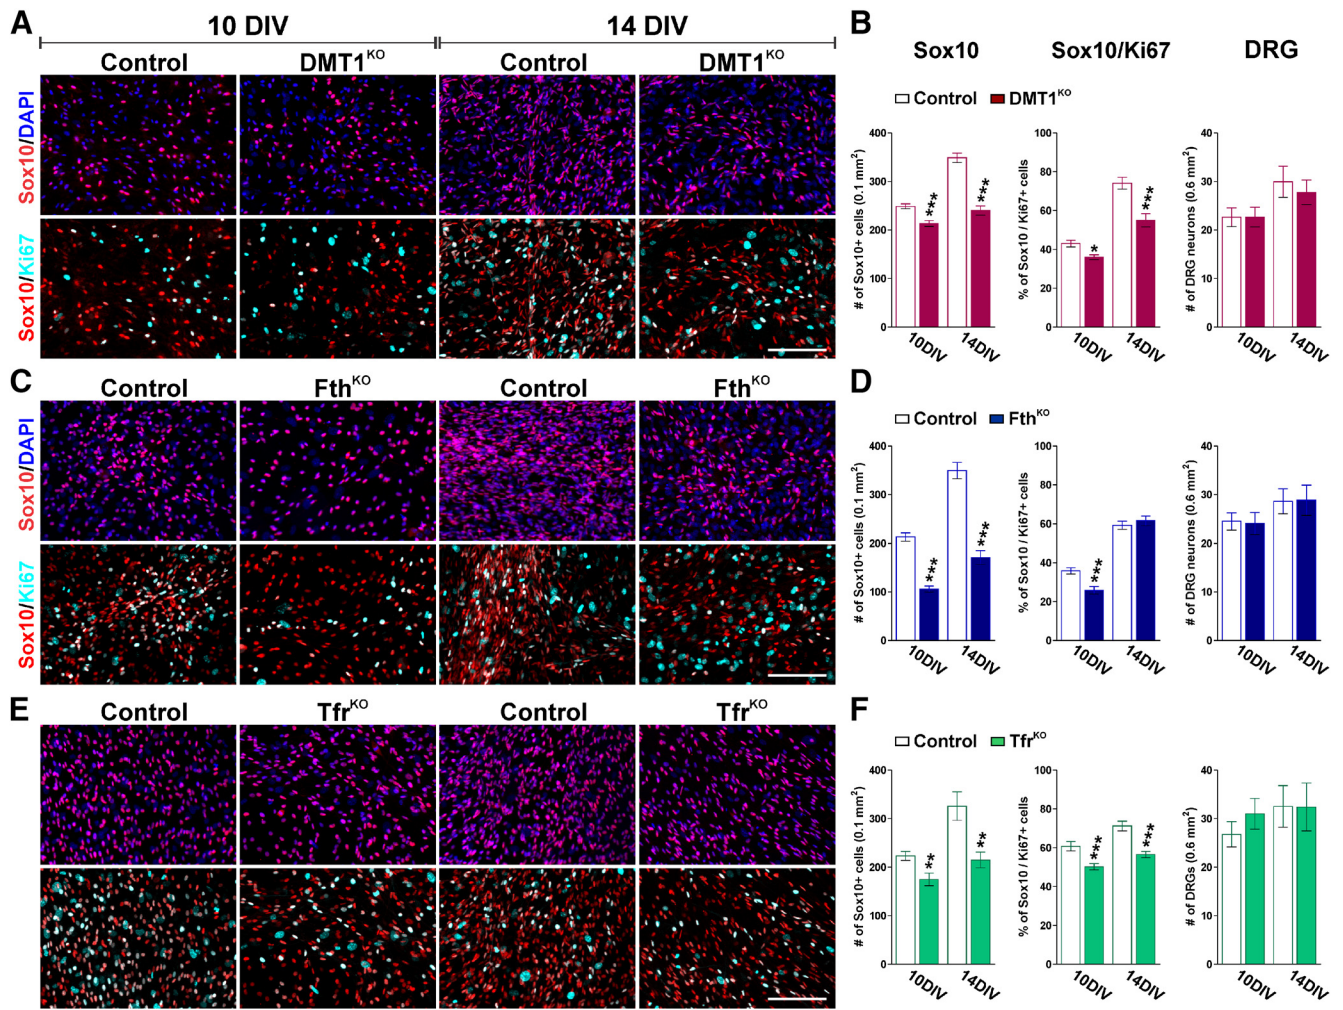 A
10 DIV
14 DIV
Control
DMT1KO
Control
DMT1KO
Sox10/DAPI
Sox10/Ki67
B
Sox10
Sox10/Ki67
DRG
Control
DMT1KO
# of Sox10+ cells (0.1 mm2)
400
300
200
100
0
***
***
10DIV
14DIV
% of Sox10 / Ki67+ cells
100
80
60
40
20
0
*
***
10DIV
14DIV
# of DRG neurons (0.6 mm2)
40
30
20
10
0
10DIV
14DIV
C
Control
FthKO
Control
FthKO
Sox10/DAPI
Sox10/Ki67
D
Control
FthKO
# of Sox10+ cells (0.1 mm2)
400
300
200
100
0
***
***
10DIV
14DIV
% of Sox10 / Ki67+ cells
100
80
60
40
20
0
***
10DIV
14DIV
# of DRG neurons (0.6 mm2)
40
30
20
10
0
10DIV
14DIV
E
Control
TfrKO
Control
TfrKO
F
Control
TfrKO
# of Sox10+ cells (0.1 mm2)
400
300
200
100
0
**
**
10DIV
14DIV
% of Sox10 / Ki67+ cells
100
80
60
40
20
0
***
***
10DIV
14DIV
# of DRGs (0.6 mm2)
40
30
20
10
0
10DIV
14DIV